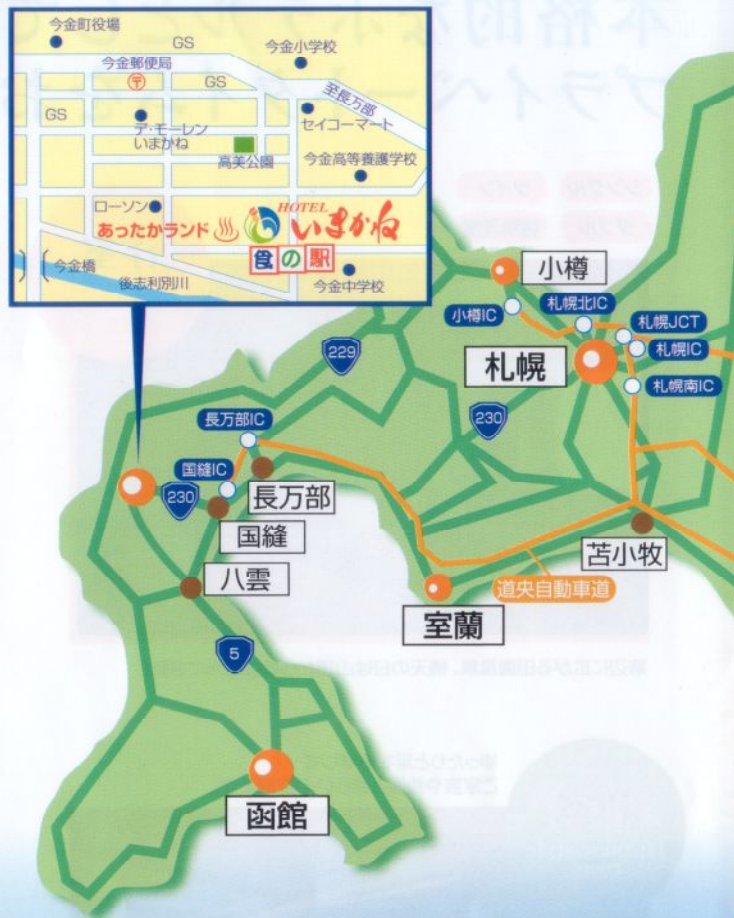 今金町役場
GS
今金小学校
今金郵便局
〒
GS
至長万部
GS
デ・モーレン
いまかね
セイコーマート
高美公園
今金高等養護学校
ローソン
あったかランド
HOTEL
いまかね
食の駅
今金橋
後志利別川
今金中学校
小樽
小樽IC
札幌北IC
札幌JCT
札幌IC
札幌
札幌南IC
229
230
長万部IC
国縫IC
230
長万部
国縫
苫小牧
八雲
道央自動車道
室蘭
5
函館